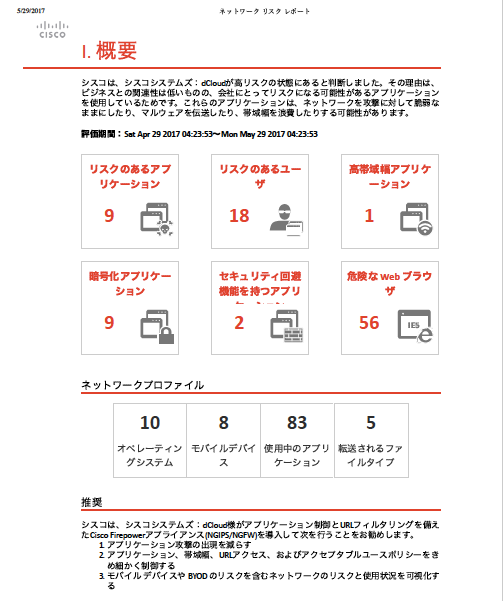 5/29/2017
ネットワーク リスク レポート
CISCO
I. 概要
シスコは、シスコシステムズ：dCloudが高リスクの状態にあると判断しました。その理由は、
ビジネスとの関連性は低いものの、会社にとってリスクになる可能性があるアプリケーション
を使用しているためです。これらのアプリケーションは、ネットワークを攻撃に対して脆弱な
ままにしたり、マルウェアを伝送したり、帯域幅を浪費したりする可能性があります。
評価期間：Sat Apr 29 2017 04:23:53～Mon May 29 2017 04:23:53
リスクのあるアプ
リケーション
9
リスクのあるユー
ザ
18
高帯域幅アプリケ
ーション
1
暗号化アプリケー
ション
9
セキュリティ回避
機能を持つアプリ
ケーション
2
危険な Web ブラウ
ザ
56
IE5
ネットワークプロファイル
10
オペレーティン
グシステム
8
モバイルデバイ
ス
83
使用中のアプリ
ケーション
5
転送されるファ
イルタイプ
推奨
シスコは、シスコシステムズ：dCloud様がアプリケーション制御とURLフィルタリングを備え
たCisco Firepowerアプライアンス(NGIPS/NGFW)を導入して次を行うことをお勧めします。
1. アプリケーション攻撃の出現を減らす
2. アプリケーション、帯域幅、URLアクセス、およびアクセプタブルユースポリシーをき
め細かく制御する
3. モバイル デバイスや BYOD のリスクを含むネットワークのリスクと使用状況を可視化す
る